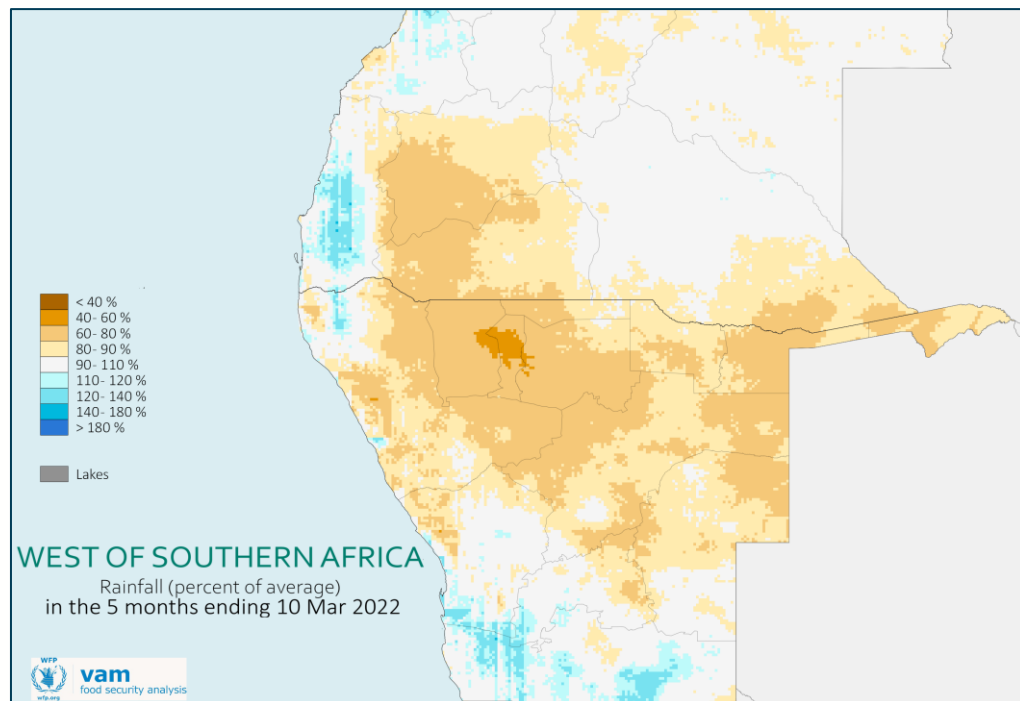 < 40 %
40- 60 %
60- 80 %
80- 90 %
90- 110 %
110- 120 %
120- 140 %
140- 180 %
> 180 %
Lakes
WEST OF SOUTHERN AFRICA
Rainfall (percent of average)
in the 5 months ending 10 Mar 2022
WFP
wfp.org
vam
food security analysis